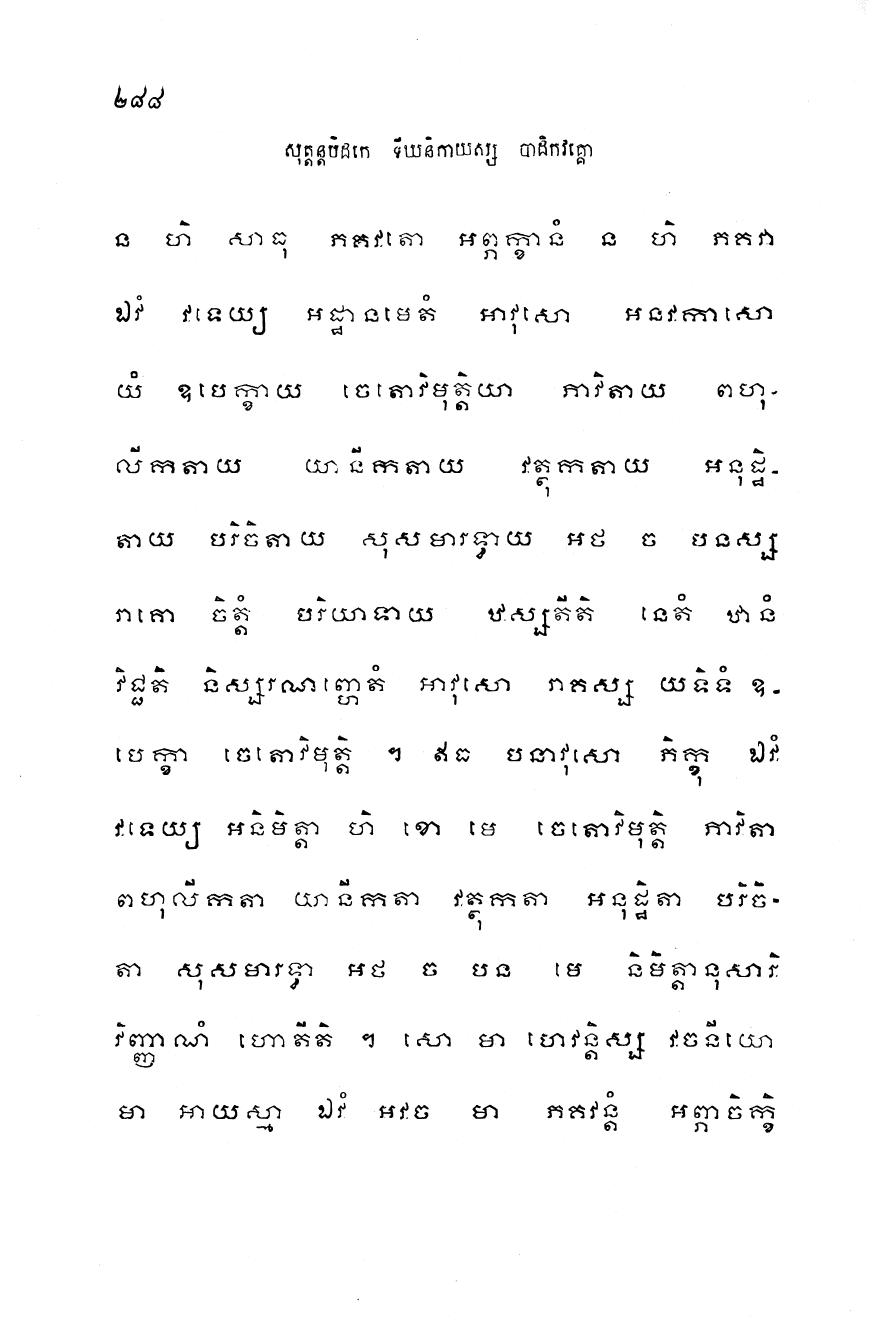 ២៨៨
សុត្តន្តបិដកេ ទីឃនិកាយស្ស បាដិកវគ្គោ
ន ហិ សាធុ ភគវតោ អព្ភក្ខានំ ន ហិ ភគវា
ឯវំ វទេយ្យ អដ្ឋានមេតំ អាវុសោ អនវកាសោ
យំ ឧបេក្ខាយ ចេតោវិមុត្តិយា ភាវិតាយ ពហុ-
លីកតាយ យានីកតាយ វត្ថុកតាយ អនុដ្ឋិ-
តាយ បរិចិតាយ សុសមារទ្ធាយ អថ ច បនស្ស
រាគោ ចិត្តំ បរិយាទាយ ឋស្សតីតិ នេតំ ឋានំ
វិជ្ជតិ និស្សរណញ្ហេតំ អាវុសោ រាគស្ស យទិទំ ឧ-
បេក្ខា ចេតោវិមុត្តិ ។ ឥធ បនាវុសោ ភិក្ខុ ឯវំ
វទេយ្យ អនិមិត្តា ហិ ខោ មេ ចេតោវិមុត្តិ ភាវិតា
ពហុលីកតា យានីកតា វត្ថុកតា អនុដ្ឋិតា បរិចិ-
តា សុសមារទ្ធា អថ ច បន មេ និមិត្តានុសារិ
វិញ្ញាណំ ហោតីតិ ។ សោ មា ហេវន្តិស្ស វចនីយោ
មា អាយស្មា ឯវំ អវច មា ភគវន្តំ អព្ភាចិក្ខិ